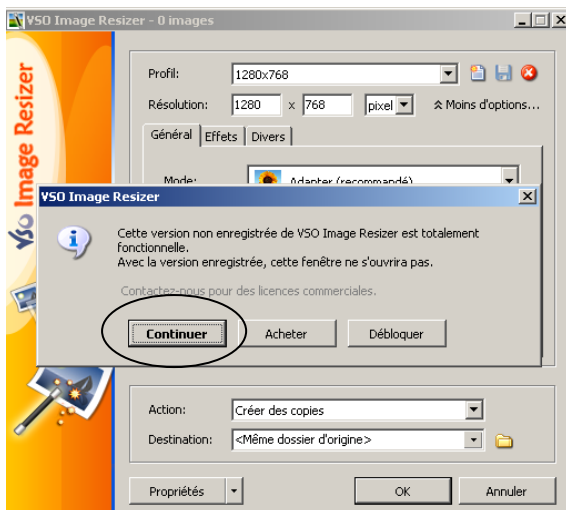 VSO Image Resizer - 0 images
Vso Image Resizer
Profil: 1280x768
Résolution: 1280 x 768 pixel Moins d'options...
Général Effets Divers
Mode: Adapter (recommandé)
VSO Image Resizer
Cette version non enregistrée de VSO Image Resizer est totalement
fonctionnelle.
Avec la version enregistrée, cette fenêtre ne s'ouvrira pas.
Contactez-nous pour des licences commerciales.
Continuer Acheter Débloquer
Action: Créer des copies
Destination: <Même dossier d'origine>
Propriétés OK Annuler